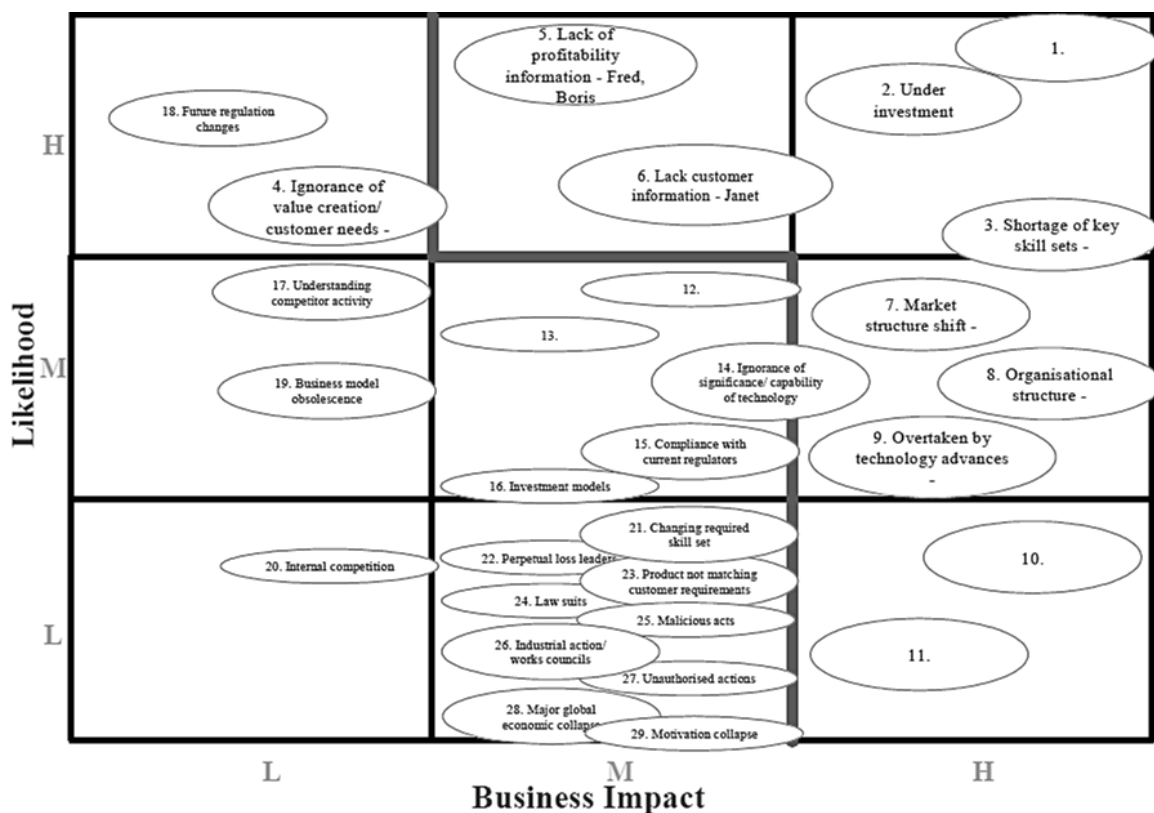 5. Lack of
profitability
information - Fred,
Boris
1.
2. Under
investment
18. Future regulation
changes
H
6. Lack customer
information - Janet
4. Ignorance of
value creation/
customer needs -
3. Shortage of key
skill sets -
17. Understanding
competitor activity
12.
13.
7. Market
structure shift -
Likelihood
M
14. Ignorance of
significance/ capability
of technology
19. Business model
obsolescence
8. Organisational
structure -
15. Compliance with
current regulators
9. Overtaken by
technology advances
-
16. Investment models
21. Changing required
skill set
20. Internal competition
22. Perpetual loss leaders
23. Product not matching
customer requirements
10.
24. Law suits
25. Malicious acts
L
26. Industrial action/
works councils
11.
27. Unauthorised actions
28. Major global
economic collapse
29. Motivation collapse
L
M
H
Business Impact